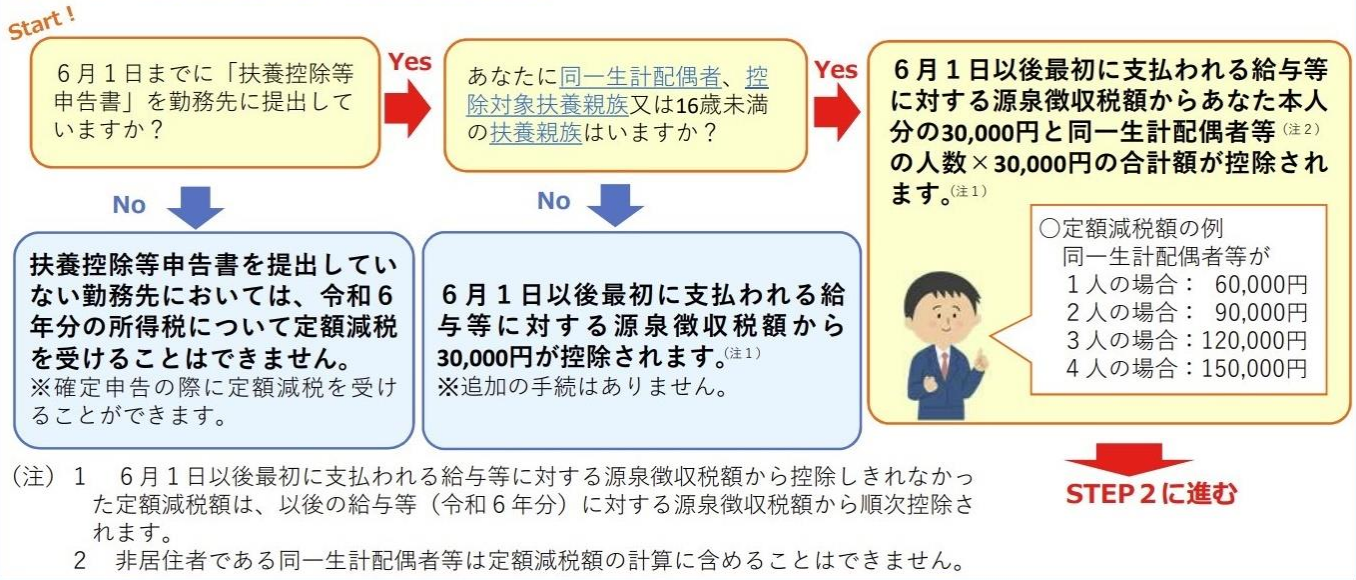 Start！
６月１日までに「扶養控除等
申告書」を勤務先に提出して
いますか？
Yes
あなたに同一生計配偶者、控
除対象扶養親族又は16歳未満
の扶養親族はいますか？
Yes
６月１日以後最初に支払われる給与等
に対する源泉徴収税額からあなた本人
分の30,000円と同一生計配偶者等（注２）
の人数×30,000円の合計額が控除され
ます。（注１）
○定額減税額の例
同一生計配偶者等が
１人の場合： 60,000円
２人の場合： 90,000円
３人の場合：120,000円
４人の場合：150,000円
No
扶養控除等申告書を提出してい
ない勤務先においては、令和６
年分の所得税について定額減税
を受けることはできません。
※確定申告の際に定額減税を受け
ることができます。
No
６月１日以後最初に支払われる給
与等に対する源泉徴収税額から
30,000円が控除されます。（注１）
※追加の手続はありません。
STEP２に進む
（注）１　６月１日以後最初に支払われる給与等に対する源泉徴収税額から控除しきれなかっ
た定額減税額は、以後の給与等（令和６年分）に対する源泉徴収税額から順次控除さ
れます。
２　非居住者である同一生計配偶者等は定額減税額の計算に含めることはできません。